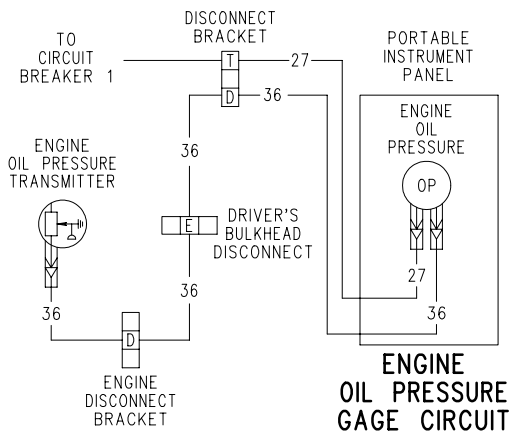 DISCONNECT
BRACKET
TO
CIRCUIT
BREAKER 1
T
27
D
36
PORTABLE
INSTRUMENT
PANEL
ENGINE
OIL
PRESSURE
OP
27
36
36
ENGINE
OIL PRESSURE
TRANSMITTER
E
DRIVER'S
BULKHEAD
DISCONNECT
36
36
D
ENGINE
DISCONNECT
BRACKET
ENGINE
OIL PRESSURE
GAGE CIRCUIT